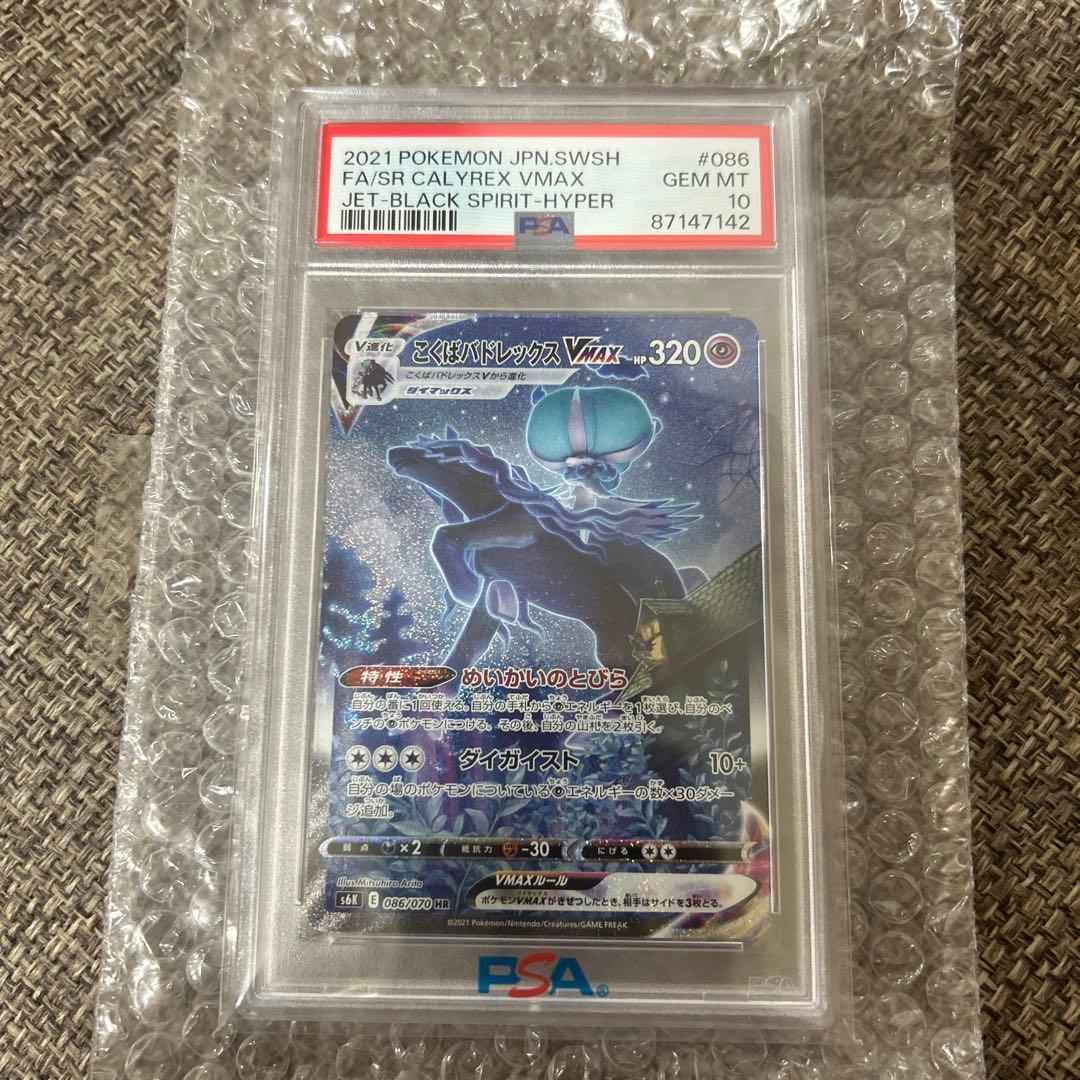 2021 POKEMON JPN.SWSH #086
FA/SR CALYREX VMAX GEM MT
JET-BLACK SPIRIT-HYPER 10
PSA 87147142
V進化 こくばバドレックス VMAX HP 320
こくばバドレックスVから進化
ダイマックス
特性 めいかいのとびら
自分の番に1回使える。自分の手札からエネルギーを1枚選び、自分のベ
ンチのポケモンにつける。その後、自分の山札を2枚引く。
ダイガイスト 10+
自分の場のポケモンについているエネルギーの数×30ダメー
ジ追加。
弱点 ×2 抵抗力 -30 にげる
Illus.Mitsuhiro Arita VMAXルール
s6K E 086/070 HR ポケモンVMAXがきぜつしたとき、相手はサイドを3枚とる。
©2021 Pokémon/Nintendo/Creatures/GAME FREAK.
PSA® PSA